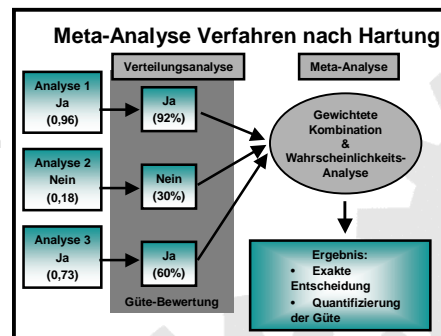 Meta-Analyse Verfahren nach Hartung
Verteilungsanalyse
Meta-Analyse
Analyse 1
Ja
(0,96)
Ja
(92%)
Analyse 2
Nein
(0,18)
Nein
(30%)
Analyse 3
Ja
(0,73)
Ja
(60%)
Güte-Bewertung
Gewichtete
Kombination
&
Wahrscheinlichkeits-
Analyse
Ergebnis:
• Exakte
Entscheidung
• Quantifizierung
der Güte